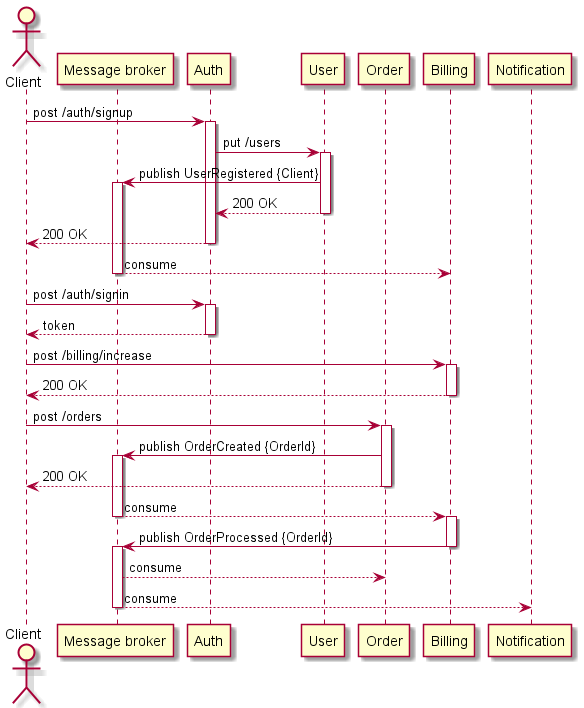 Client
Message broker
Auth
User
Order
Billing
Notification
post /auth/signup
put /users
publish UserRegistered {Client}
200 OK
200 OK
consume
post /auth/signin
token
post /billing/increase
200 OK
post /orders
publish OrderCreated {OrderId}
200 OK
consume
publish OrderProcessed {OrderId}
consume
consume
Client
Message broker
Auth
User
Order
Billing
Notification